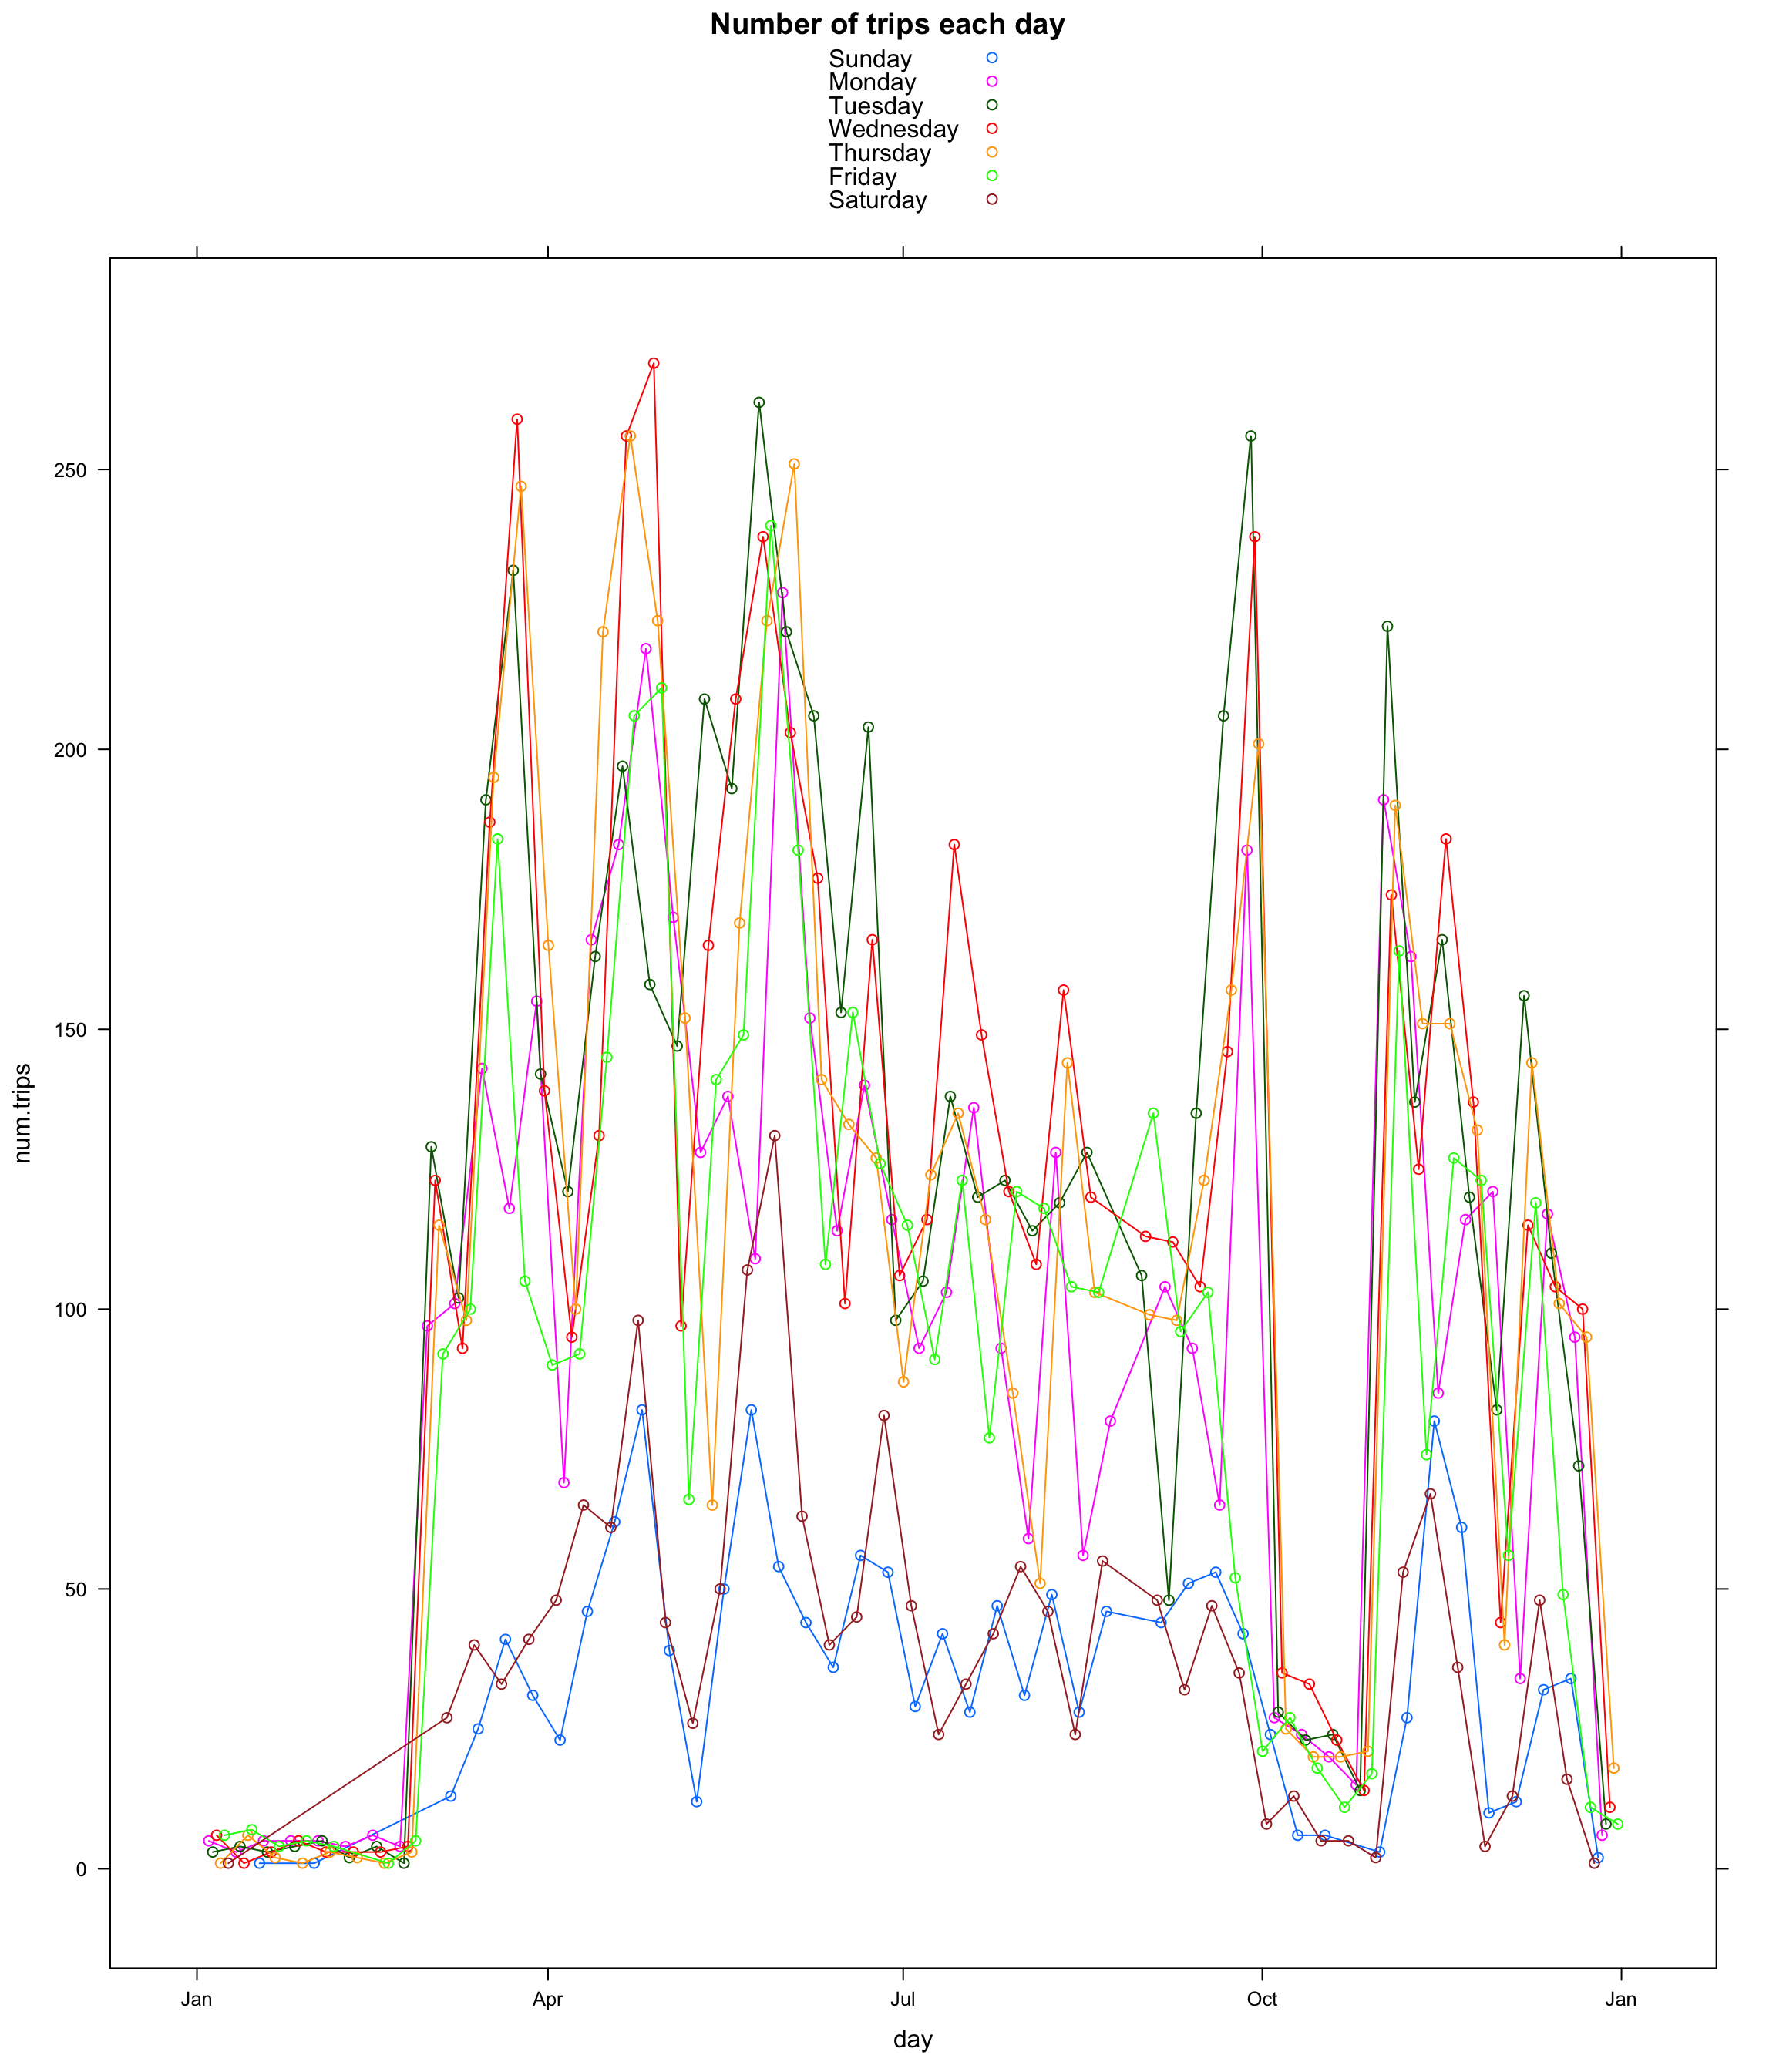 Number of trips each day
Sunday
Monday
Tuesday
Wednesday
Thursday
Friday
Saturday
250
200
150
100
50
0
num.trips
Jan Apr Jul Oct Jan
day